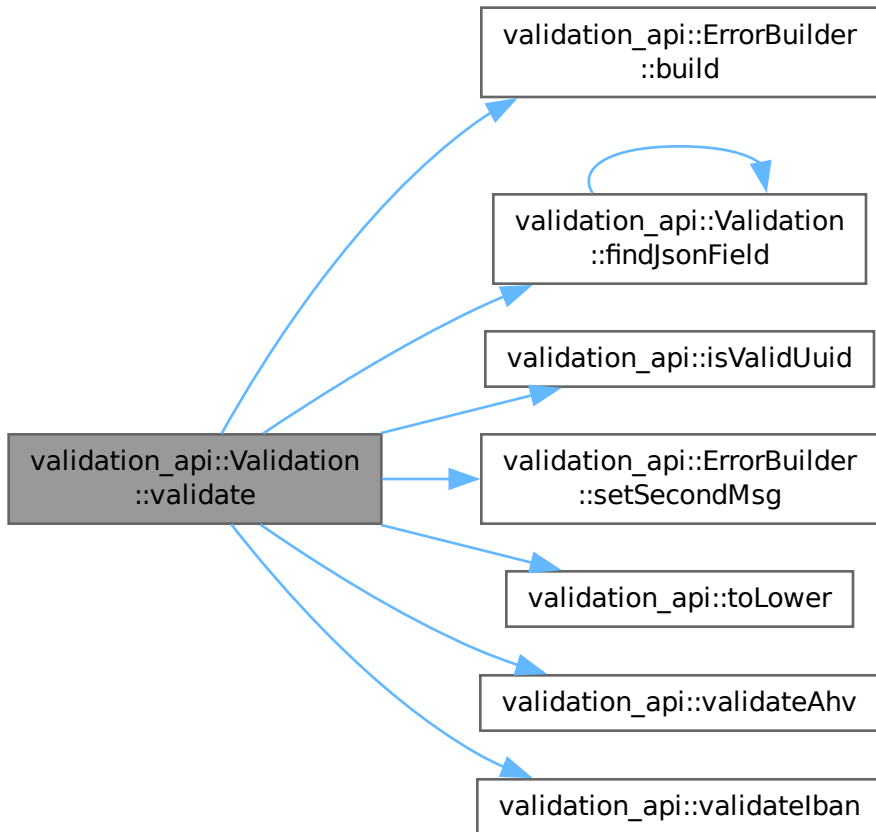 validation_api::ErrorBuilder
::build
validation_api::Validation
::findJsonField
validation_api::isValidUuid
validation_api::Validation
::validate
validation_api::ErrorBuilder
::setSecondMsg
validation_api::toLower
validation_api::validateAhv
validation_api::validateIban